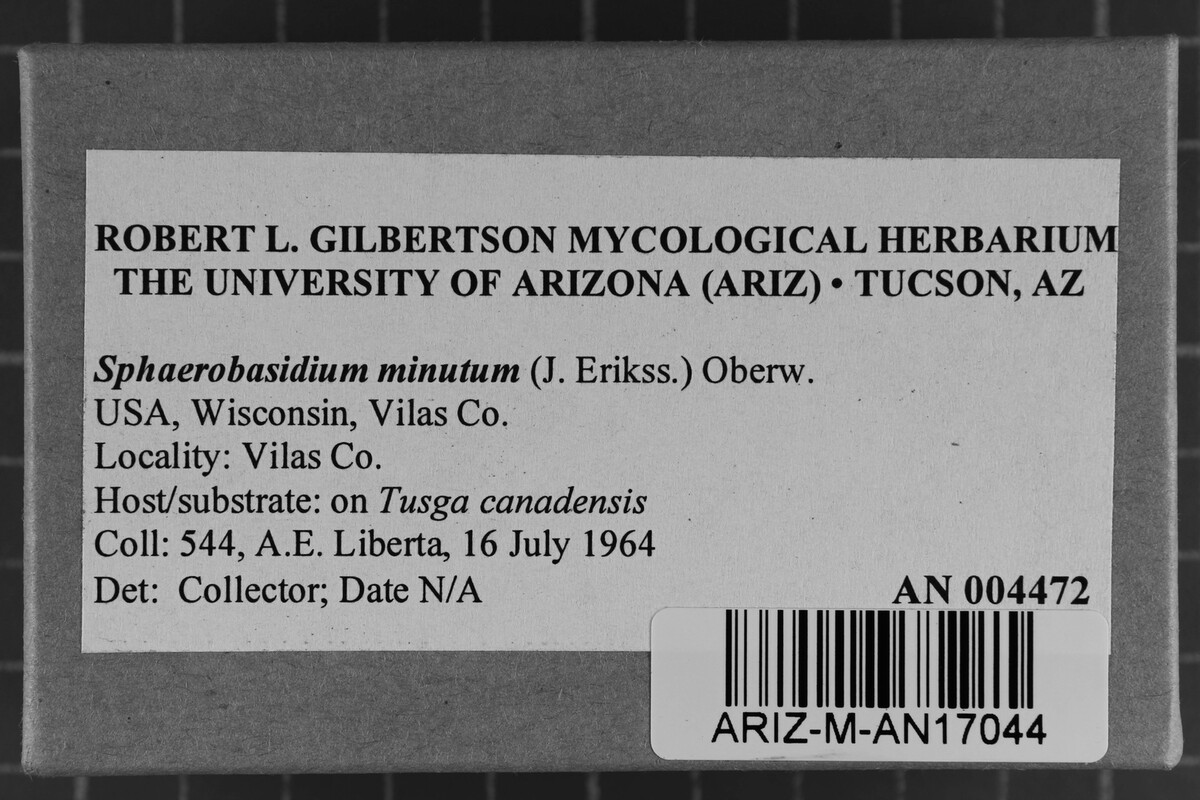 ROBERT L. GILBERTSON MYCOLOGICAL HERBARIUM
THE UNIVERSITY OF ARIZONA (ARIZ) • TUCSON, AZ
Sphaerobasidium minutum (J. Erikss.) Oberw.
USA, Wisconsin, Vilas Co.
Locality: Vilas Co.
Host/substrate: on Tusga canadensis
Coll: 544, A.E. Liberta, 16 July 1964
Det: Collector; Date N/A
AN 004472
ARIZ-M-AN17044